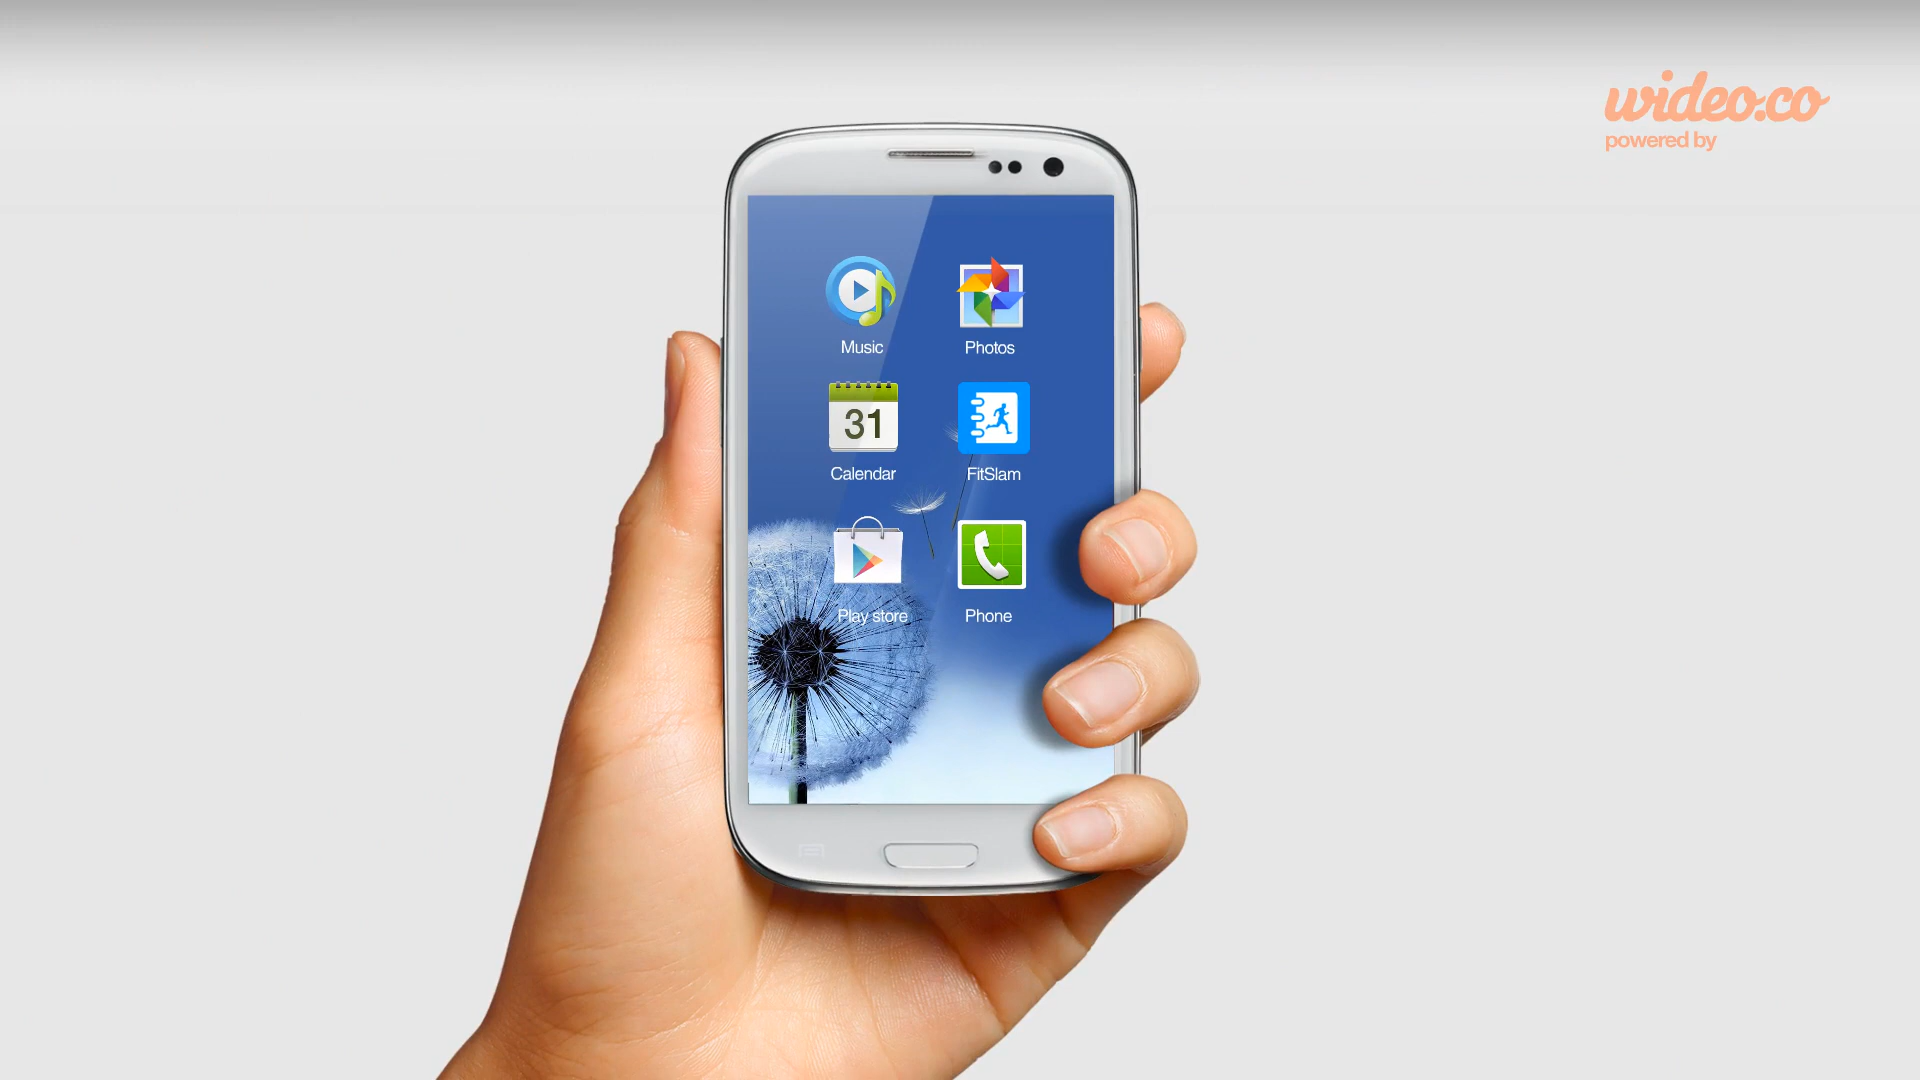 wideo.co
powered by
Music
Photos
31
Calendar
FitSlam
Play store
Phone